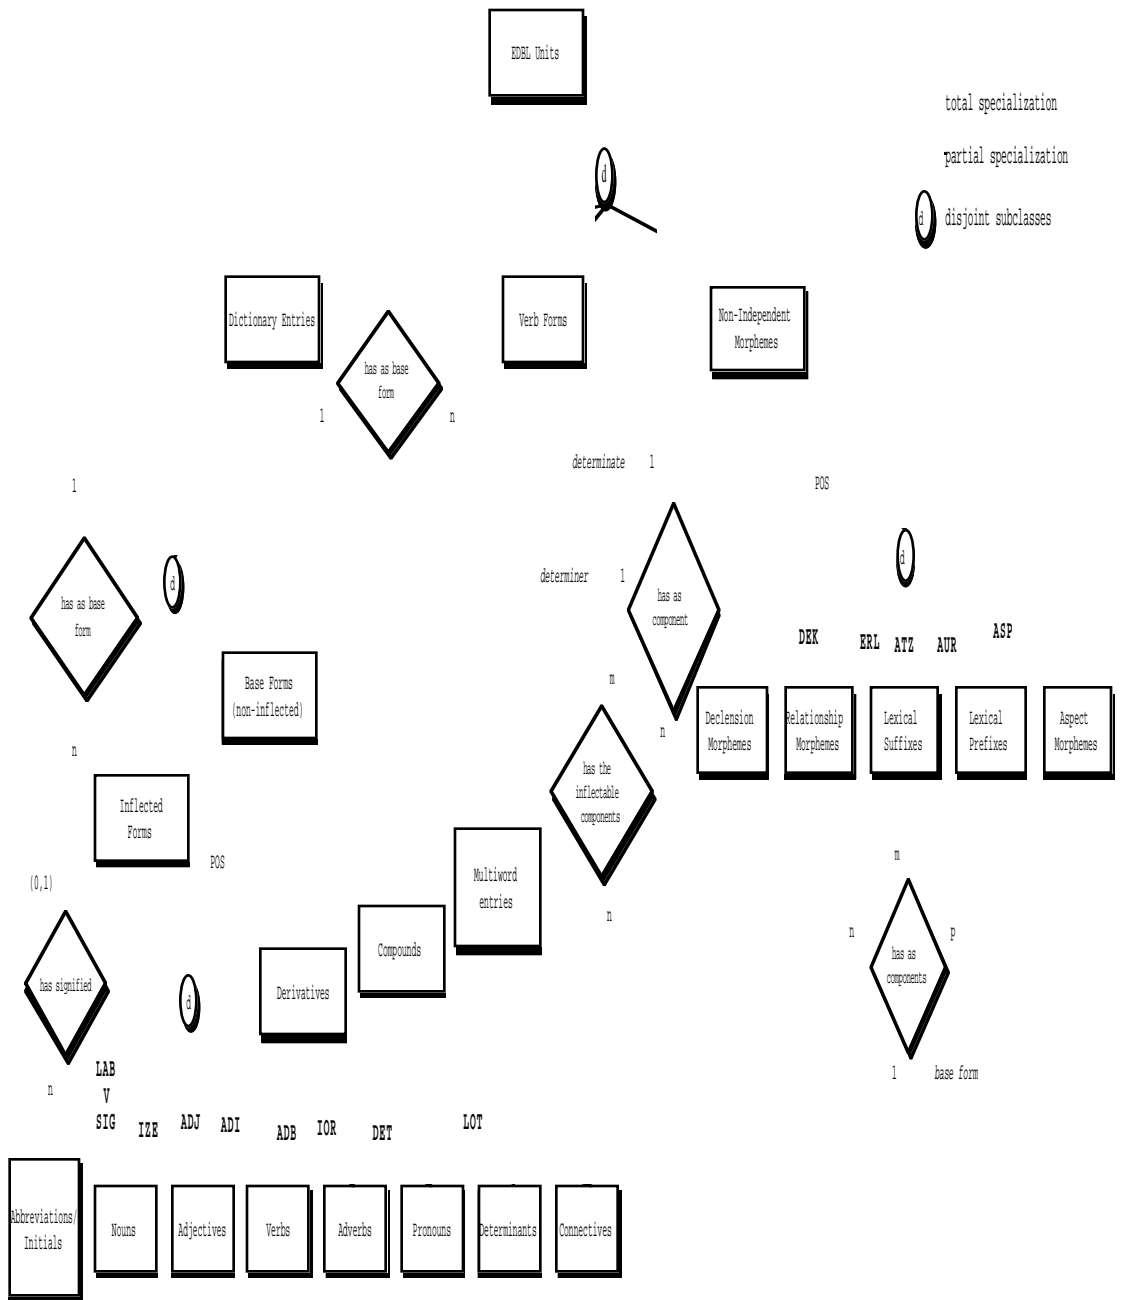 EDBL Units
total specialization
partial specialization
d
d
disjoint subclasses
Dictionary Entries
Verb Forms
Non-Independent
Morphemes
has as base
form
1
n
determinate 1
1
POS
d
d
determiner 1
has as
component
has as base
form
DEK
ERL
ATZ
AUR
ASP
m
Base Forms
(non-inflected)
Declension
Morphemes
Relationship
Morphemes
Lexical
Suffixes
Lexical
Prefixes
Aspect
Morphemes
n
n
has the
inflectable
components
Inflected
Forms
POS
(0,1)
Multiword
entries
m
n
Compounds
n
p
has as
components
has signified
Derivatives
d
1
base form
n
LAB
V
SIG
IZE
ADJ
ADI
ADB
IOR
DET
LOT
Abbreviations/
Initials
Nouns
Adjectives
Verbs
Adverbs
Pronouns
Determinants
Connectives